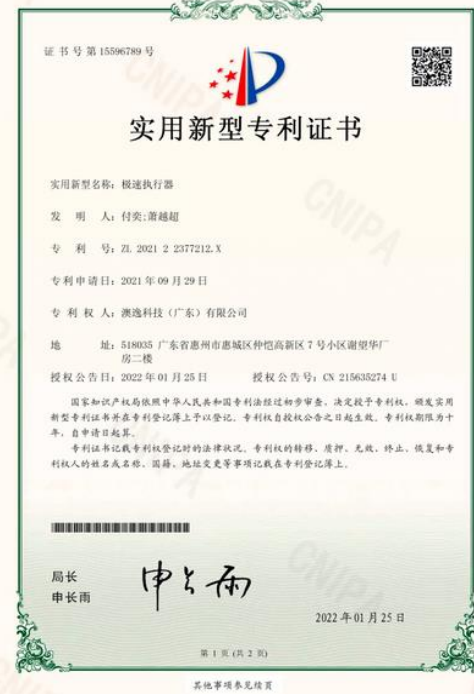 证书号第15596789号
实用新型专利证书
实用新型名称：极速执行器
发 明 人：付奕;萧越超
专 利 号：ZL 2021 2 2377212.X
专利申请日：2021年09月29日
专 利 权 人：澳逸科技（广东）有限公司
地 址：518035 广东省惠州市惠城区仲恺高新区7号小区谢望华厂
房二楼
授权公告日：2022年01月25日 授权公告号：CN 215635274 U
国家知识产权局依照中华人民共和国专利法经过初步审查，决定授予专利权，颁发实用
新型专利证书并在专利登记簿上予以登记。专利权自授权公告之日起生效。专利权期限为十
年，自申请日起算。
专利证书记载专利权登记时的法律状况。专利权的转移、质押、无效、终止、恢复和专
利权人的姓名或名称、国籍、地址变更等事项记载在专利登记簿上。
局长
申长雨
申长雨
2022年01月25日
第 1 页 (共 2 页)
其他事项参见续页
CNIPA
CNIPA
CNIPA